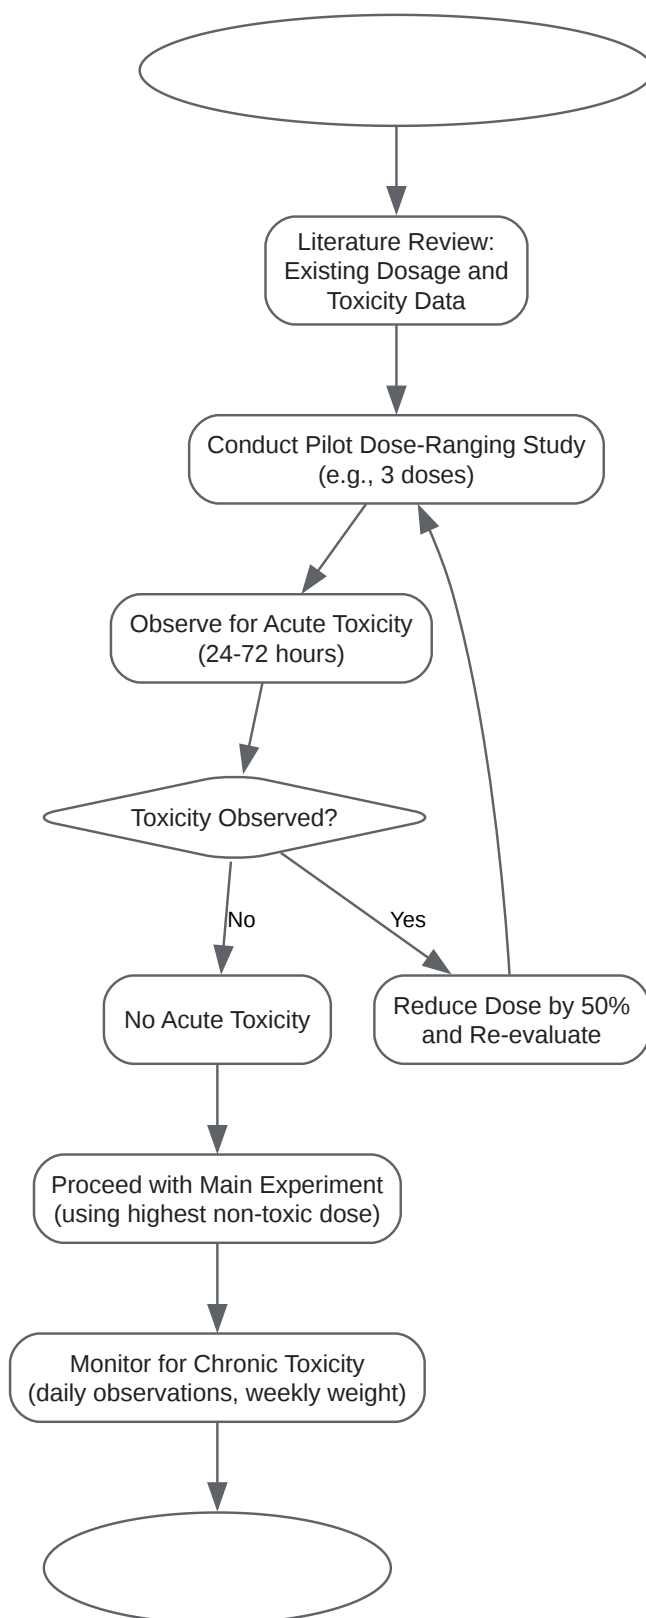 Literature Review:
Existing Dosage and
Toxicity Data
Conduct Pilot Dose-Ranging Study
(e.g., 3 doses)
Observe for Acute Toxicity
(24-72 hours)
Toxicity Observed?
No
Yes
No Acute Toxicity
Reduce Dose by 50%
and Re-evaluate
Proceed with Main Experiment
(using highest non-toxic dose)
Monitor for Chronic Toxicity
(daily observations, weekly weight)